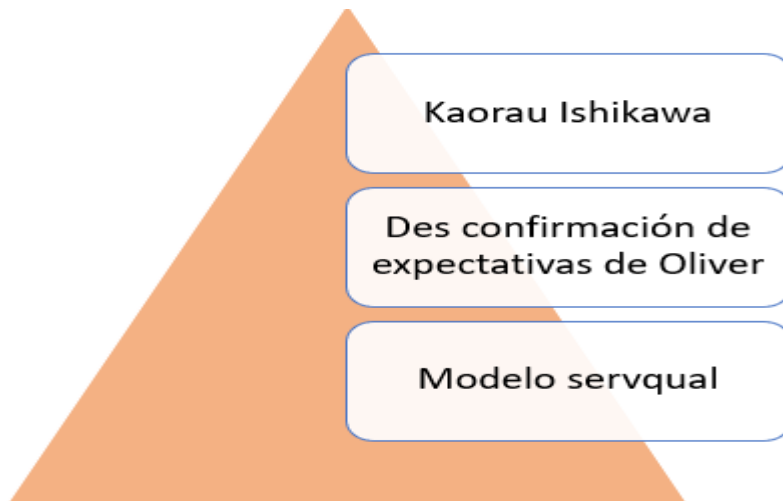 Kaorau Ishikawa
Des confirmación de
expectativas de Oliver
Modelo servqual